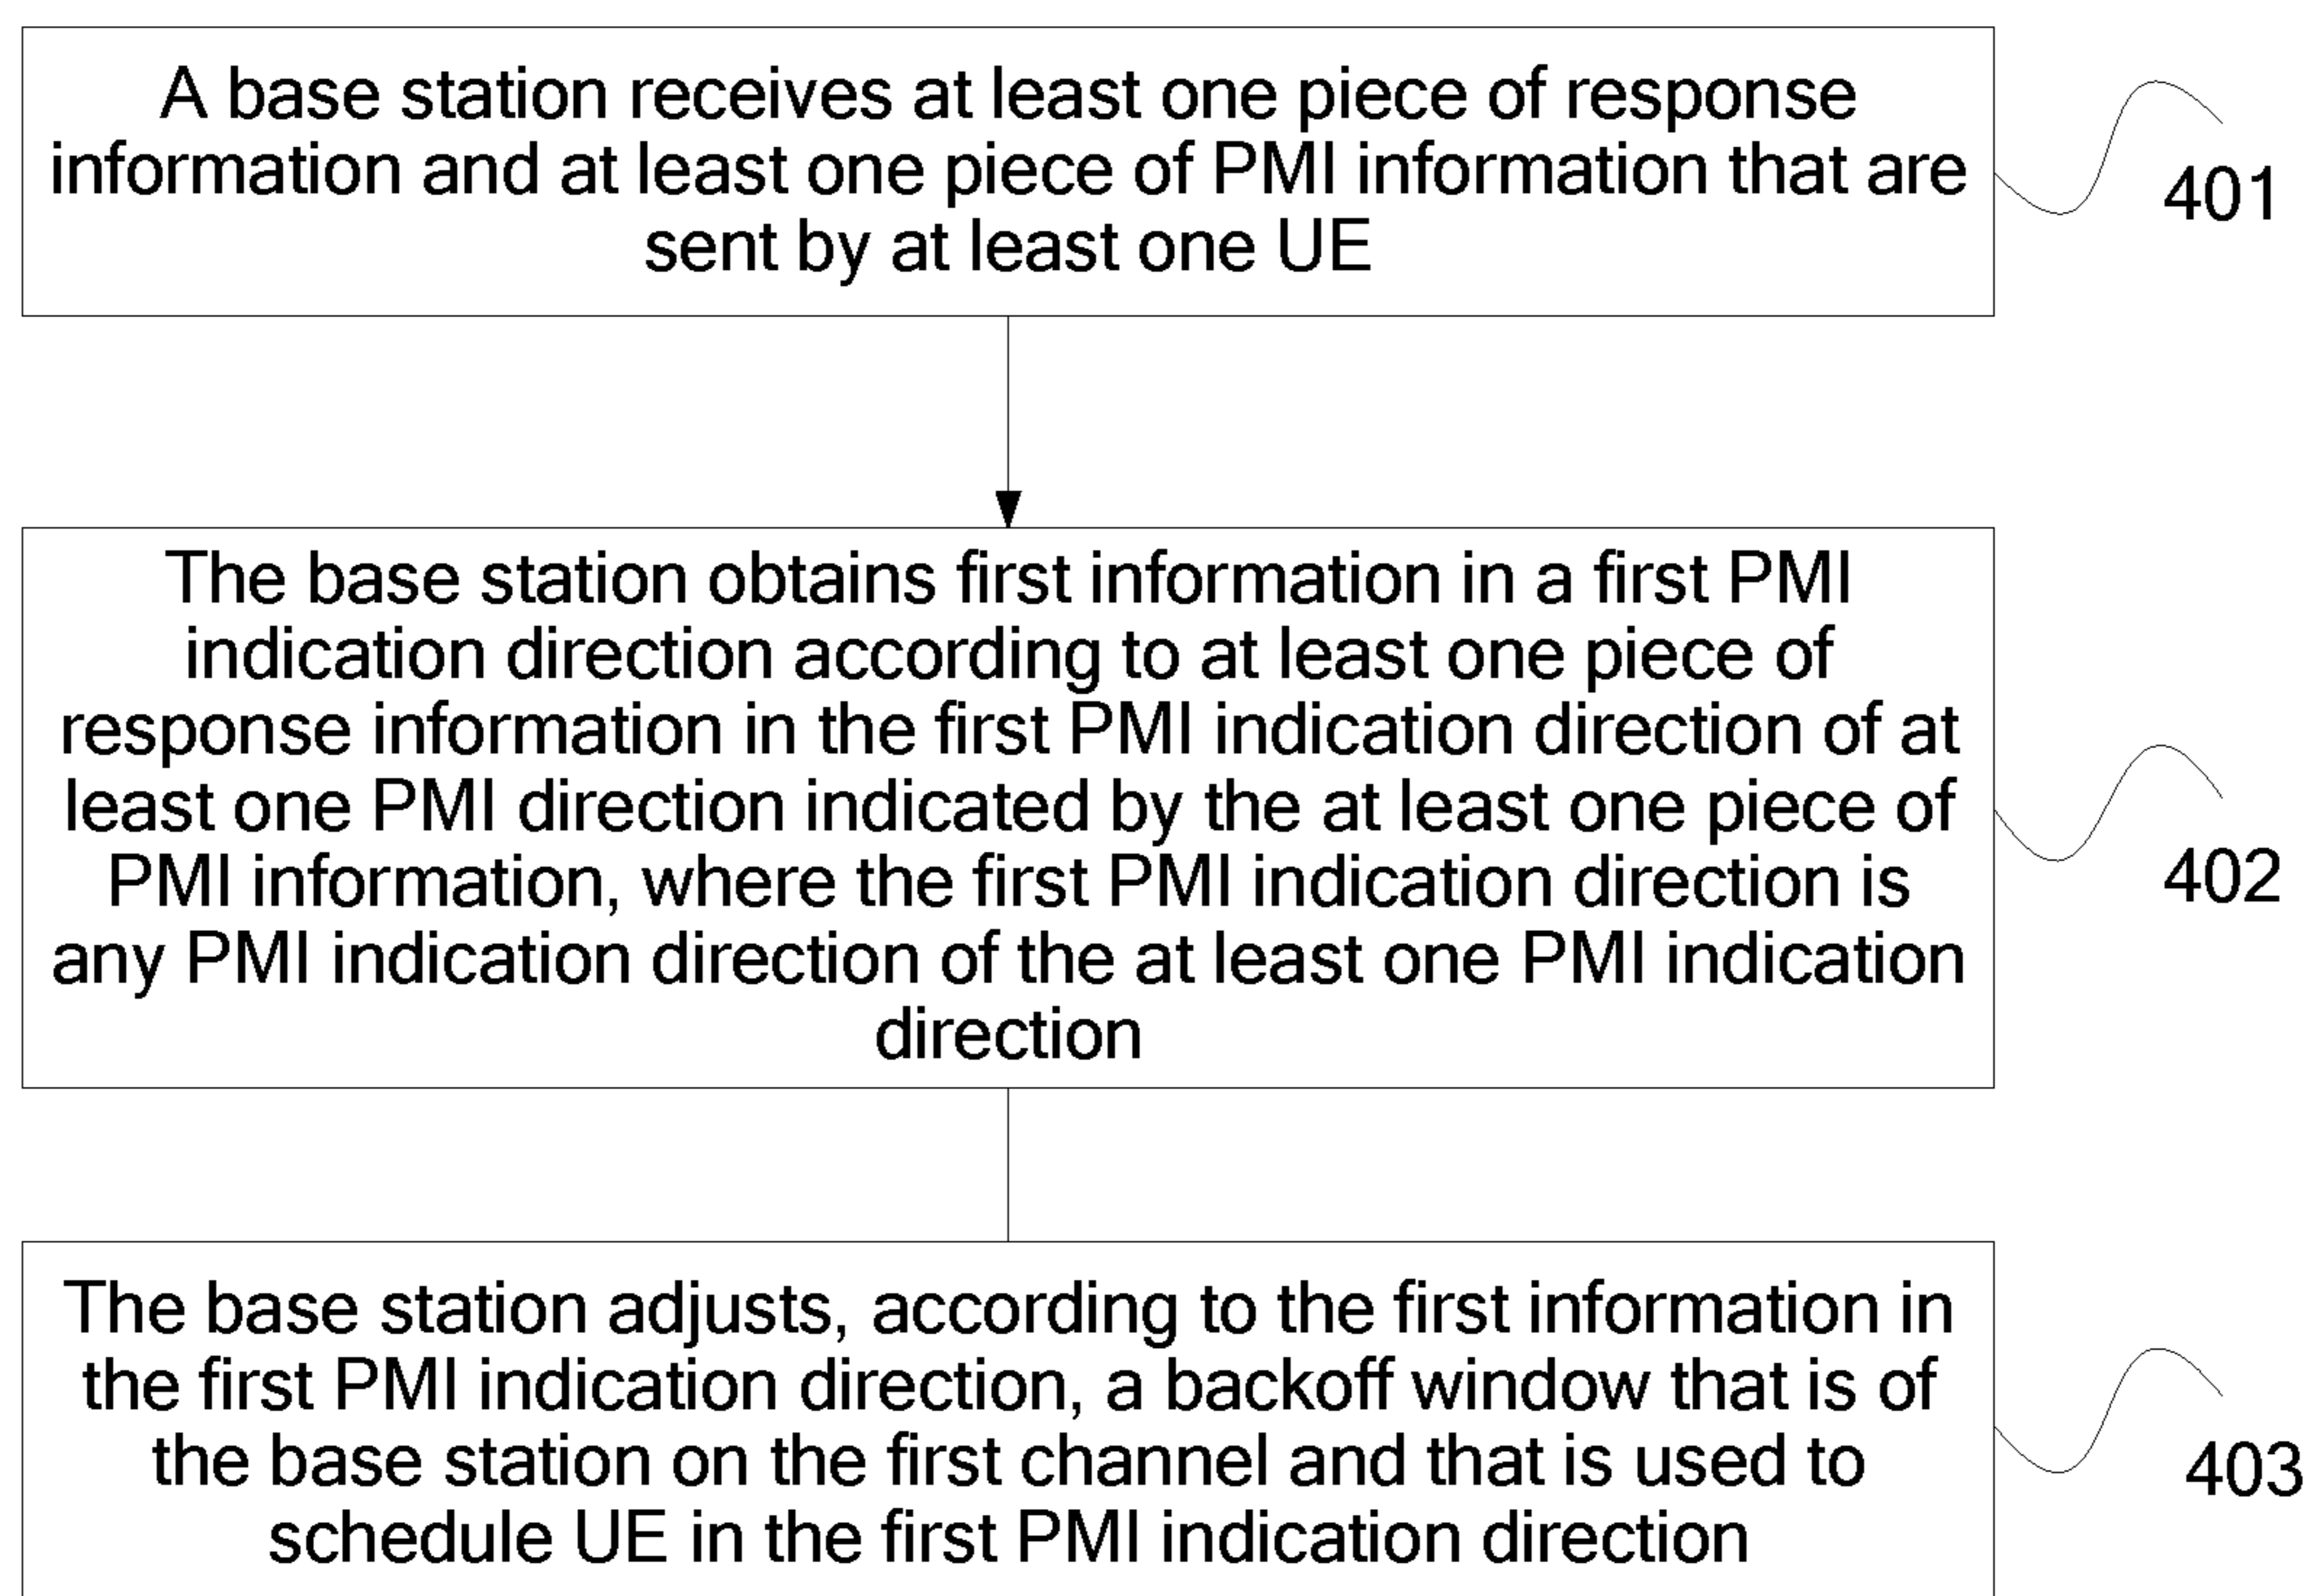 A base station receives at least one piece of response
information and at least one piece of PMI information that are
sent by at least one UE
401
The base station obtains first information in a first PMI
indication direction according to at least one piece of
response information in the first PMI indication direction of at
least one PMI direction indicated by the at least one piece of
PMI information, where the first PMI indication direction is
any PMI indication direction of the at least one PMI indication
direction
402
The base station adjusts, according to the first information in
the first PMI indication direction, a backoff window that is of
the base station on the first channel and that is used to
schedule UE in the first PMI indication direction
403